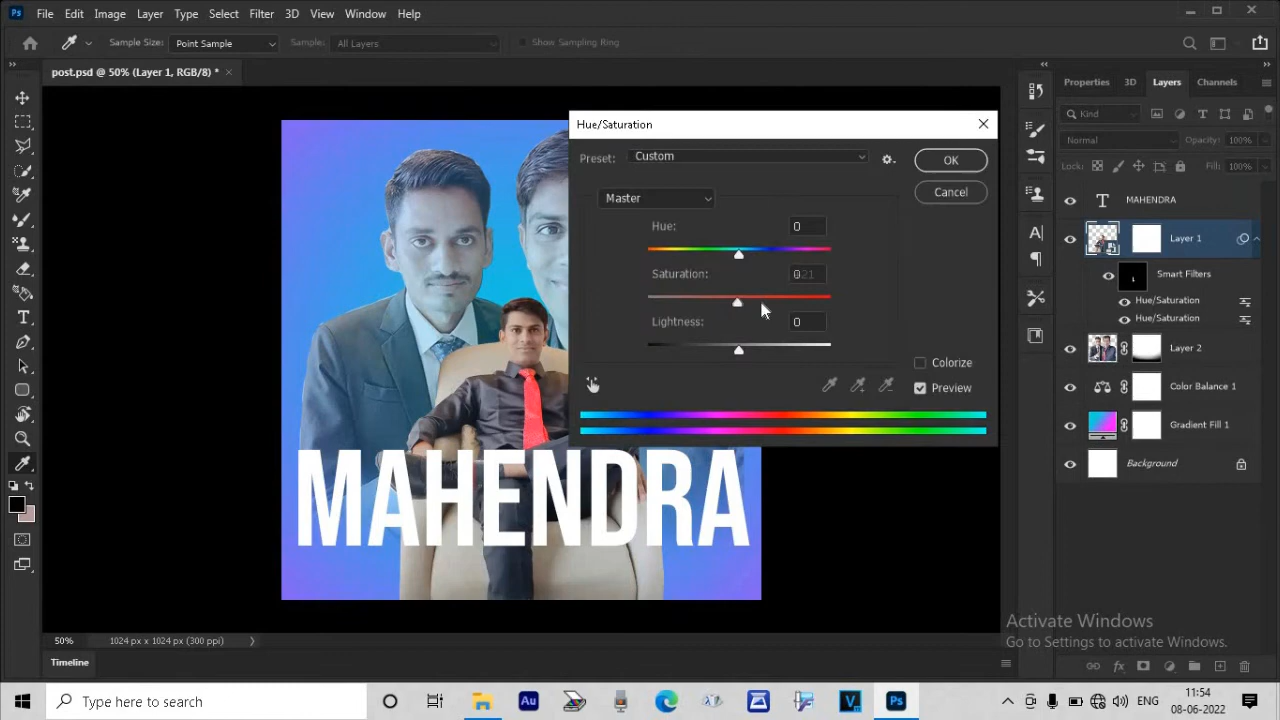 Ps File Edit Image Layer Type Select Filter 3D View Window Help
Sample Size: Point Sample Sample: All Layers Show Sampling Ring
post.psd @ 50% (Layer 1, RGB/8) *
Hue/Saturation
Preset: Custom
OK
Cancel
Master
Hue: 0
Saturation:
Lightness: 0
Colorize
Preview
MAHENDRA
Properties 3D Layers Channels
Kind
Normal Opacity: 100%
Lock: Fill: 100%
T MAHENDRA
Layer 1
Smart Filters
Hue/Saturation
Hue/Saturation
Layer 2
Color Balance 1
Gradient Fill 1
Background
Activate Windows
Go to Settings to activate Windows.
50% 1024 px x 1024 px (300 ppi)
Timeline
Type here to search
Au
V
Ps
ENG
11:54
08-06-2022